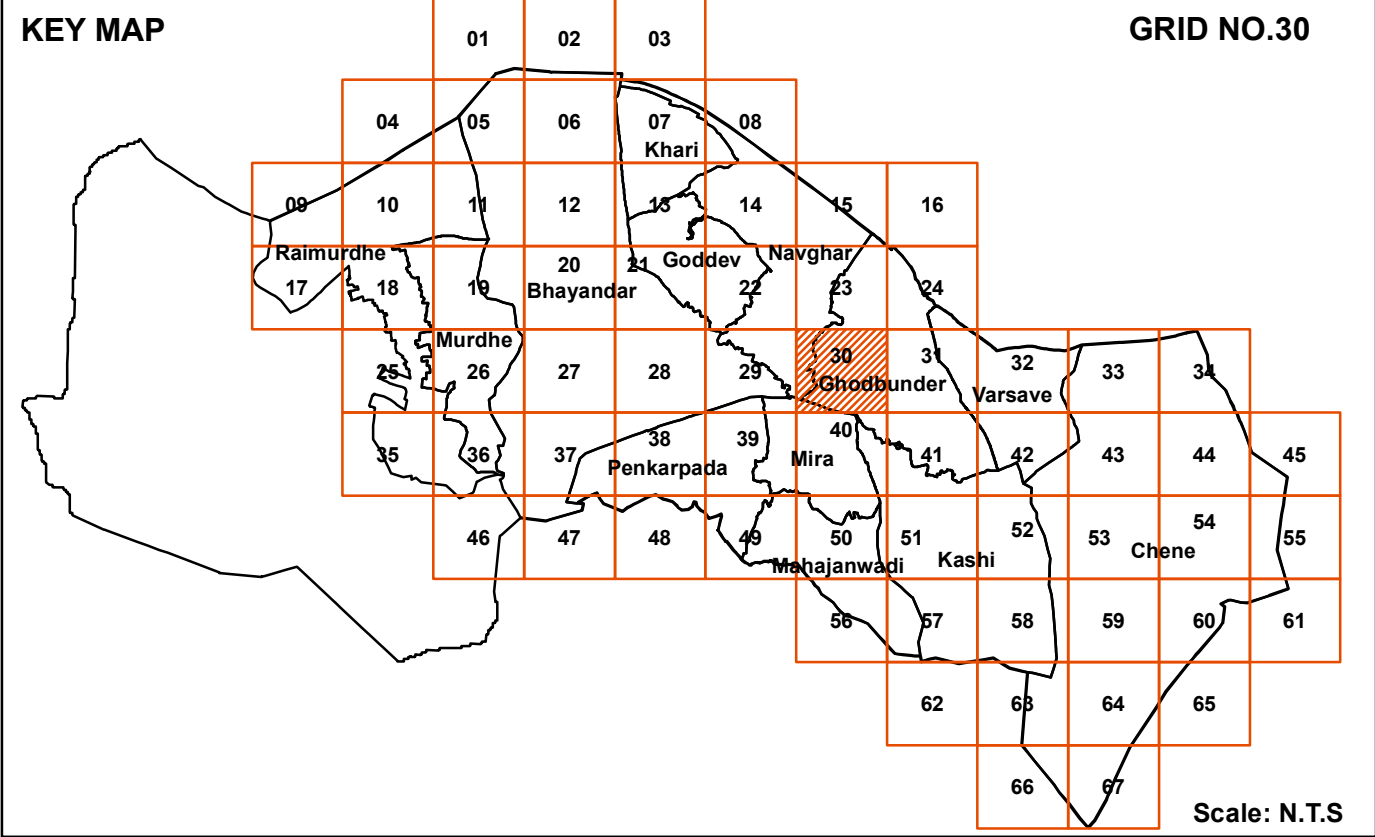 KEY MAP
GRID NO.30
01 02 03
04 05 06 07 08
Khari
09 10 11 12 13 14 15 16
Raimurdhe Goddev Navghar
17 18 19 20 21 22 23 24
Bhayandar
Murdhe
25 26 27 28 29 30 31 32 33 34
Ghodbunder
Varsave
35 36 37 38 39 40 41 42 43 44 45
Penkarpada
Mira
46 47 48 49 50 51 52 53 54 55
Mahajanwadi
Kashi
Chene
56 57 58 59 60 61
62 63 64 65
66 67
Scale: N.T.S